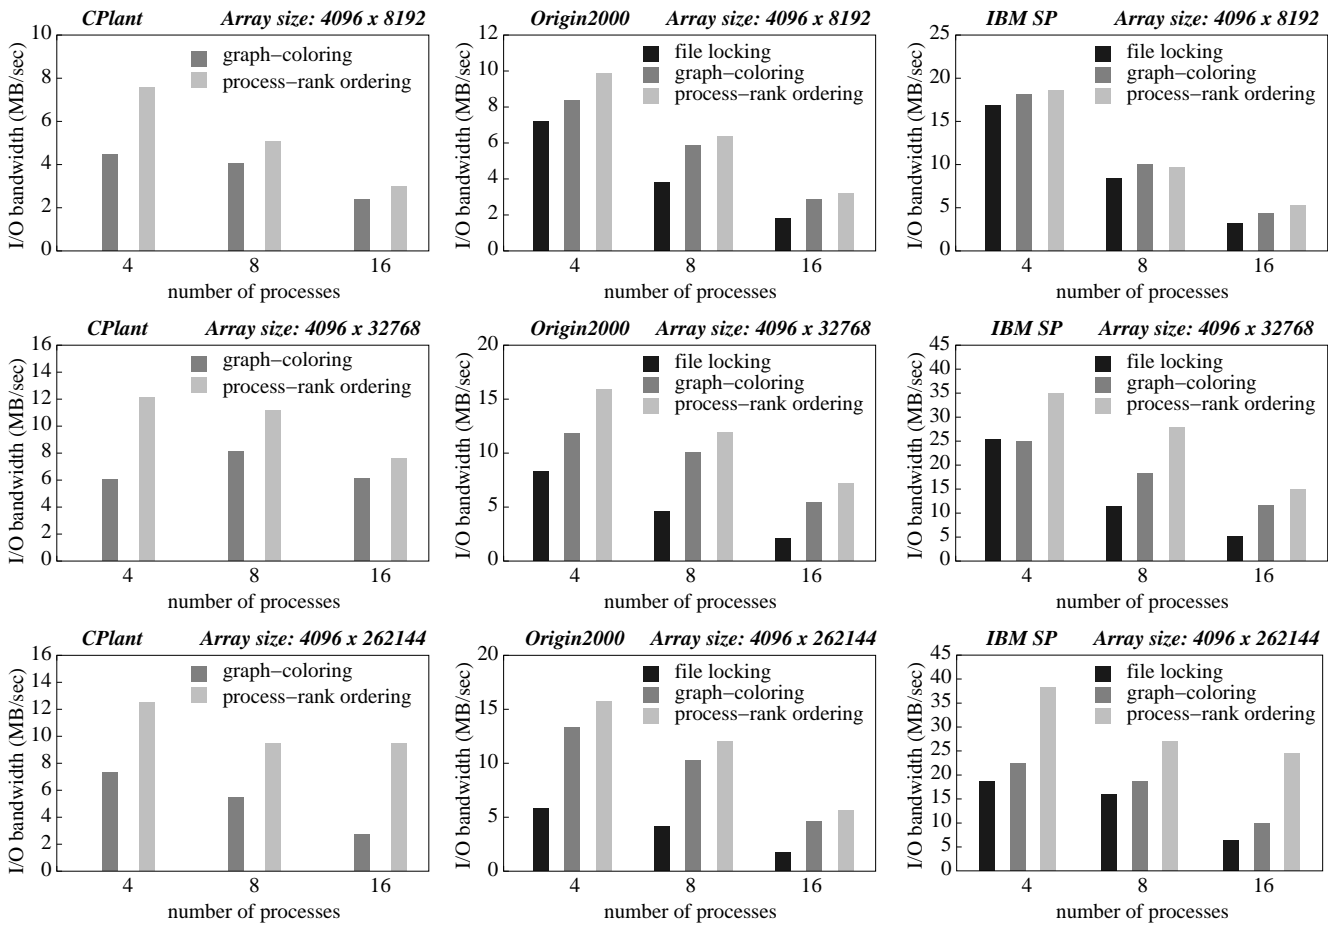 CPlant Array size: 4096 x 8192
I/O bandwidth (MB/sec)
10
8
6
4
2
0
graph−coloring
process−rank ordering
4 8 16
number of processes
Origin2000 Array size: 4096 x 8192
I/O bandwidth (MB/sec)
12
10
8
6
4
2
0
file locking
graph−coloring
process−rank ordering
4 8 16
number of processes
IBM SP Array size: 4096 x 8192
I/O bandwidth (MB/sec)
25
20
15
10
5
0
file locking
graph−coloring
process−rank ordering
4 8 16
number of processes
CPlant Array size: 4096 x 32768
I/O bandwidth (MB/sec)
16
14
12
10
8
6
4
2
0
graph−coloring
process−rank ordering
4 8 16
number of processes
Origin2000 Array size: 4096 x 32768
I/O bandwidth (MB/sec)
20
15
10
5
0
file locking
graph−coloring
process−rank ordering
4 8 16
number of processes
IBM SP Array size: 4096 x 32768
I/O bandwidth (MB/sec)
45
40
35
30
25
20
15
10
5
0
file locking
graph−coloring
process−rank ordering
4 8 16
number of processes
CPlant Array size: 4096 x 262144
I/O bandwidth (MB/sec)
16
14
12
10
8
6
4
2
0
graph−coloring
process−rank ordering
4 8 16
number of processes
Origin2000 Array size: 4096 x 262144
I/O bandwidth (MB/sec)
20
15
10
5
0
file locking
graph−coloring
process−rank ordering
4 8 16
number of processes
IBM SP Array size: 4096 x 262144
I/O bandwidth (MB/sec)
45
40
35
30
25
20
15
10
5
0
file locking
graph−coloring
process−rank ordering
4 8 16
number of processes